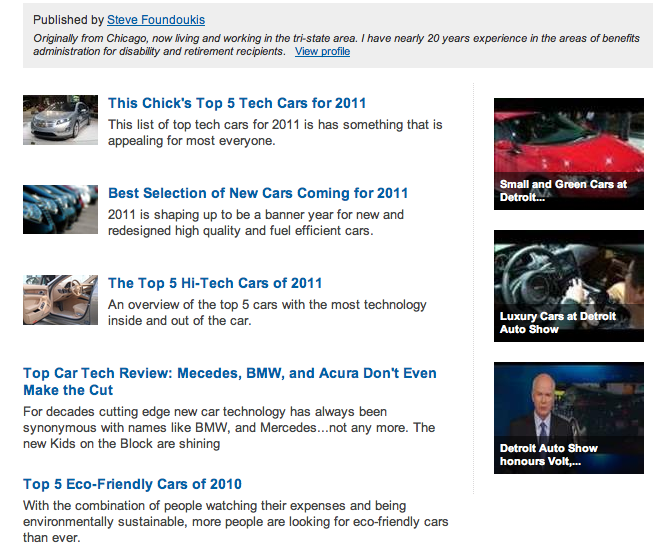 Published by Steve Foundoukis
Originally from Chicago, now living and working in the tri-state area. I have nearly 20 years experience in the areas of benefits
administration for disability and retirement recipients. View profile
This Chick's Top 5 Tech Cars for 2011
This list of top tech cars for 2011 is has something that is
appealing for most everyone.
Best Selection of New Cars Coming for 2011
2011 is shaping up to be a banner year for new and
redesigned high quality and fuel efficient cars.
The Top 5 Hi-Tech Cars of 2011
An overview of the top 5 cars with the most technology
inside and out of the car.
Top Car Tech Review: Mecedes, BMW, and Acura Don't Even
Make the Cut
For decades cutting edge new car technology has always been
synonymous with names like BMW, and Mercedes...not any more. The
new Kids on the Block are shining
Top 5 Eco-Friendly Cars of 2010
With the combination of people watching their expenses and being
environmentally sustainable, more people are looking for eco-friendly cars
than ever.
Small and Green Cars at
Detroit...
Luxury Cars at Detroit
Auto Show
Detroit Auto Show
honours Volt,...